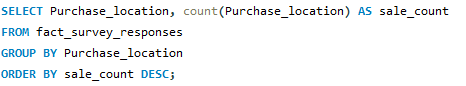 SELECT Purchase_location, count(Purchase_location) AS sale_count
FROM fact_survey_responses
GROUP BY Purchase_location
ORDER BY sale_count DESC;